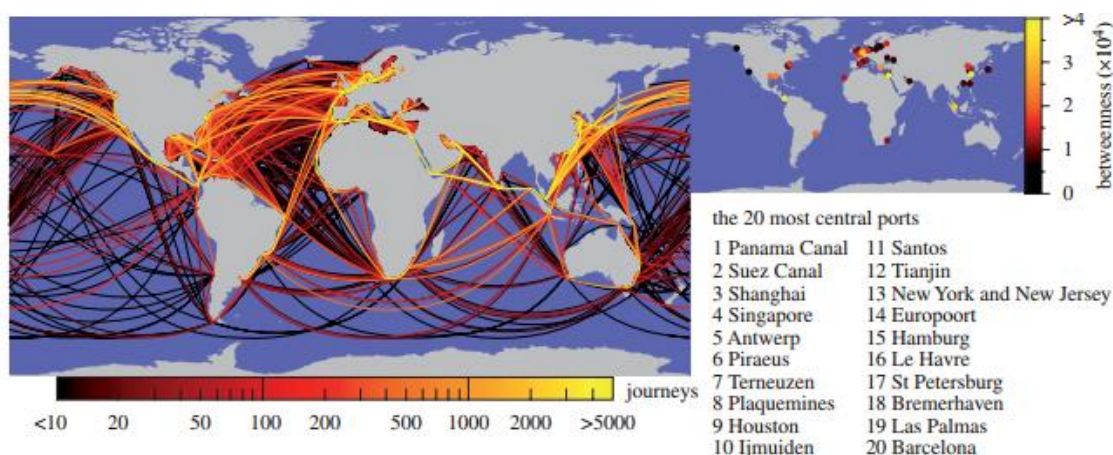 >4
3
2
1
0
betweenness (×10⁴)
the 20 most central ports
1 Panama Canal 11 Santos
2 Suez Canal 12 Tianjin
3 Shanghai 13 New York and New Jersey
4 Singapore 14 Europoort
5 Antwerp 15 Hamburg
6 Piraeus 16 Le Havre
7 Terneuzen 17 St Petersburg
8 Plaquemines 18 Bremerhaven
9 Houston 19 Las Palmas
10 Ijmuiden 20 Barcelona
journeys
<10 20 50 100 200 500 1000 2000 >5000